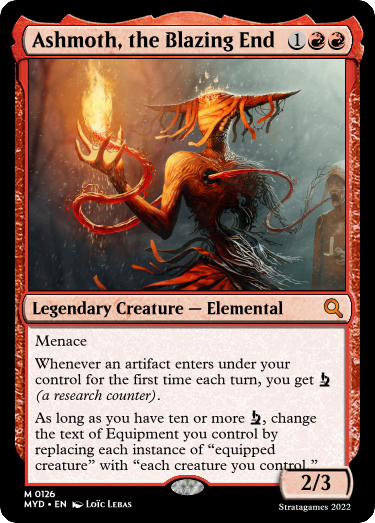 Ashmoth, the Blazing End 1
Legendary Creature — Elemental
Menace
Whenever an artifact enters under your
control for the first time each turn, you get
(a research counter).
As long as you have ten or more , change
the text of Equipment you control by
replacing each instance of “equipped
creature” with “each creature you control.”
2/3
M 0126
MYD • EN Loïc Lebas
Stratagames 2022